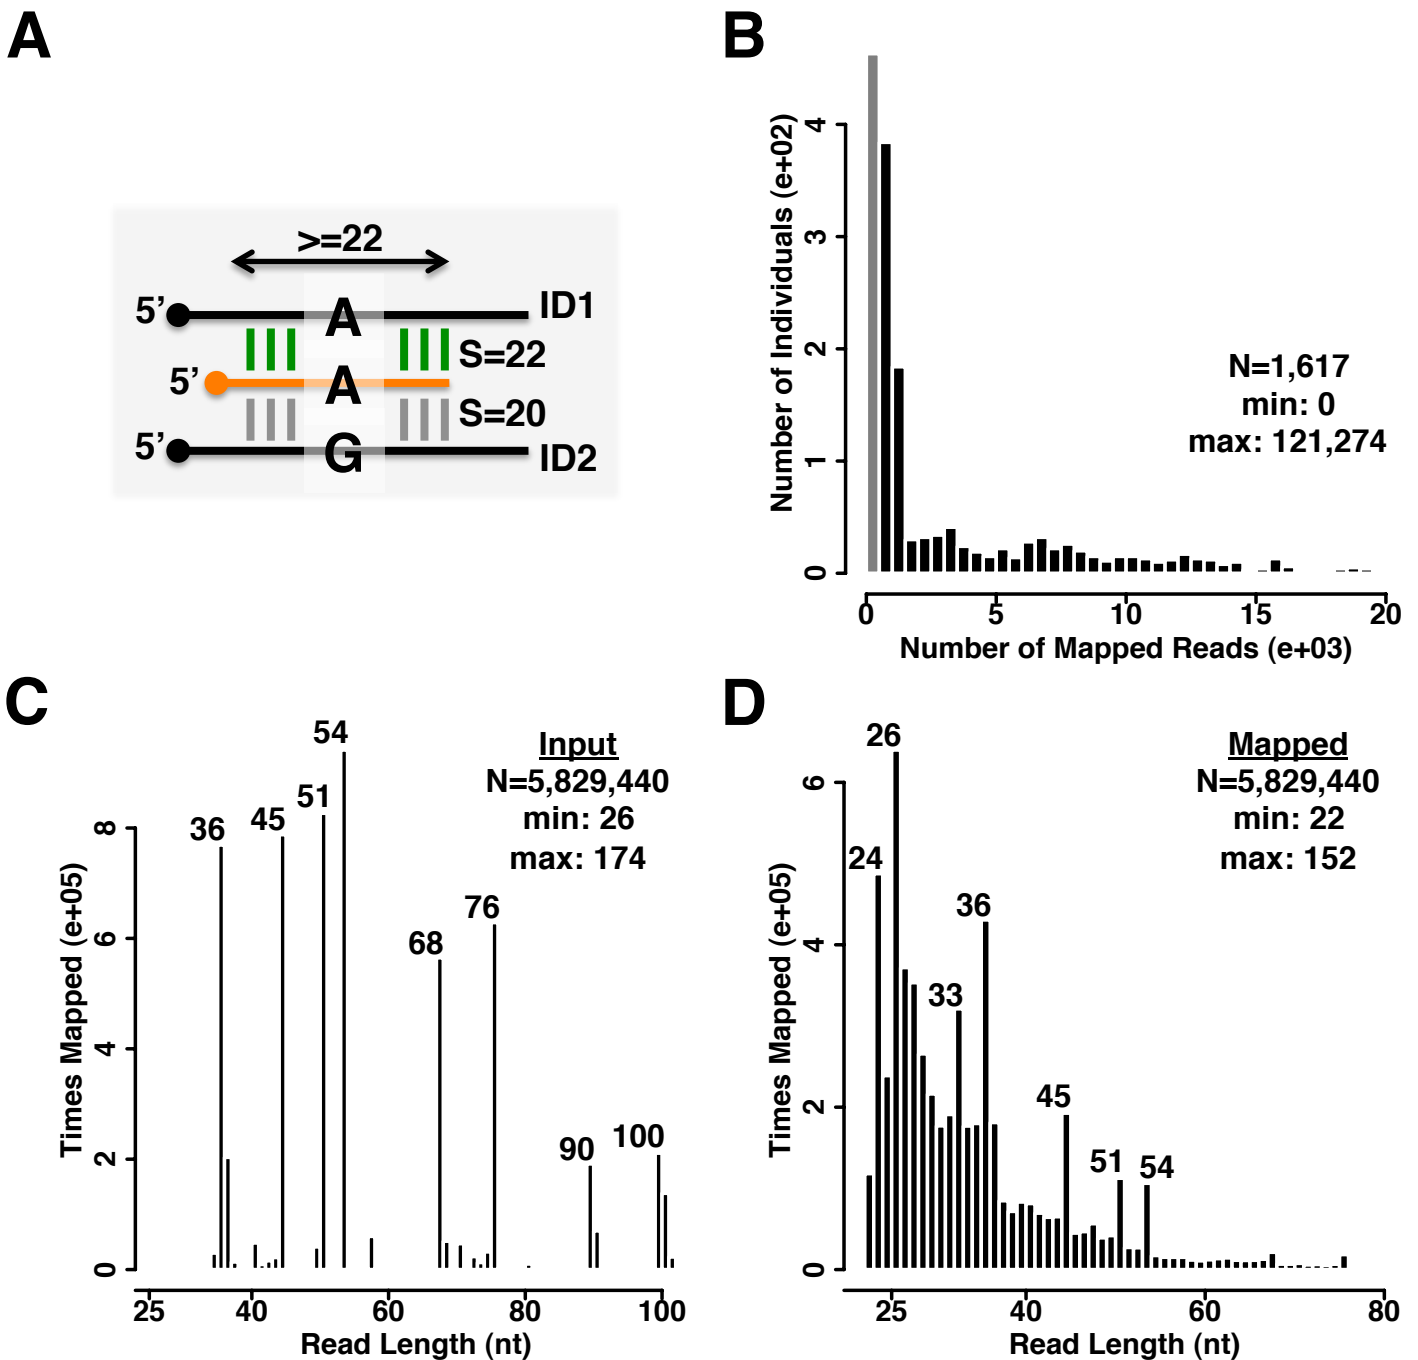 A
>=22
5’
A
ID1
S=22
5’
A
S=20
5’
G
ID2
B
Number of Individuals (e+02)
4
3
2
1
0
N=1,617
min: 0
max: 121,274
0 5 10 15 20
Number of Mapped Reads (e+03)
C
Times Mapped (e+05)
8
6
4
2
0
36
45
51
54
68
76
90
100
Input
N=5,829,440
min: 26
max: 174
25 40 60 80 100
Read Length (nt)
D
Times Mapped (e+05)
6
4
2
0
24
26
33
36
45
51
54
Mapped
N=5,829,440
min: 22
max: 152
25 40 60 80
Read Length (nt)